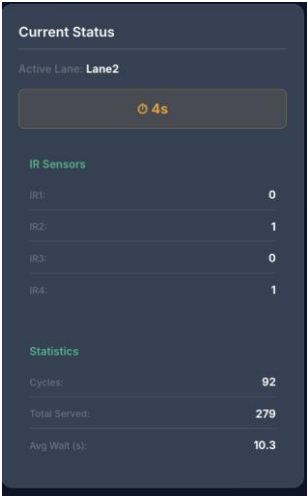 Current Status
Active Lane: Lane2
⏱ 4s
IR Sensors
IR1: 0
IR2: 1
IR3: 0
IR4: 1
Statistics
Cycles: 92
Total Served: 279
Avg Wait (s): 10.3